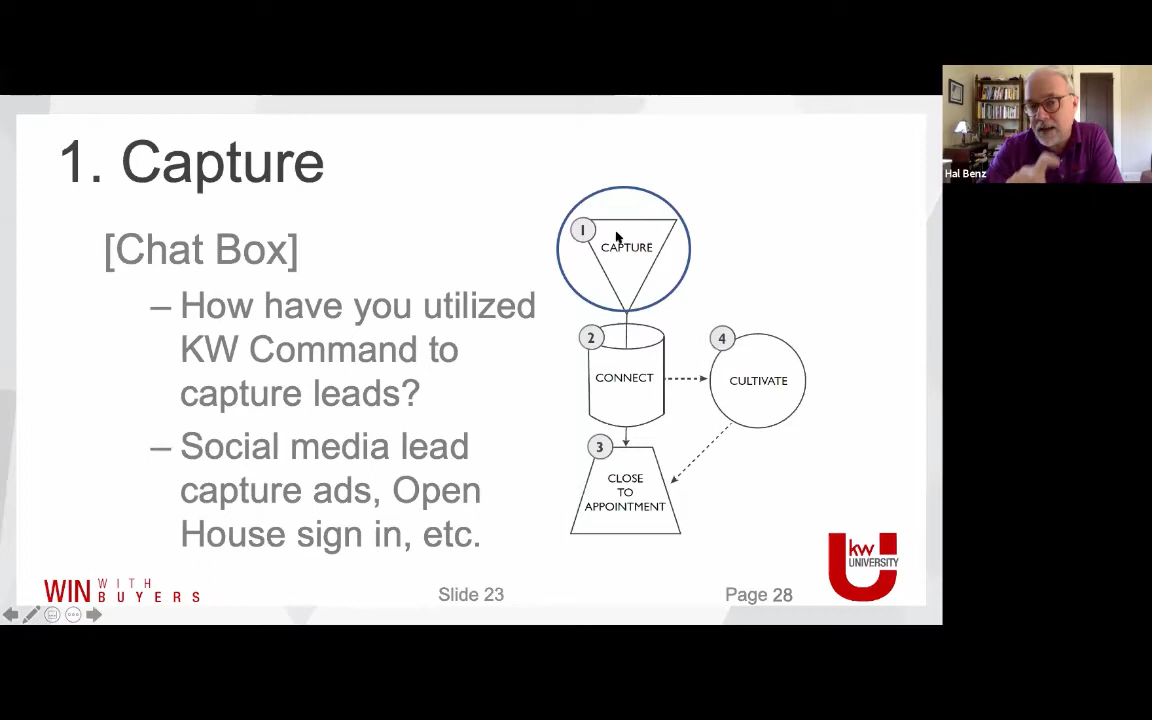 1. Capture
[Chat Box]
– How have you utilized
KW Command to
capture leads?
– Social media lead
capture ads, Open
House sign in, etc.
1
CAPTURE
2
CONNECT
4
CULTIVATE
3
CLOSE
TO
APPOINTMENT
WIN WITH BUYERS
Slide 23
Page 28
kw
UNIVERSITY
Hal Benz